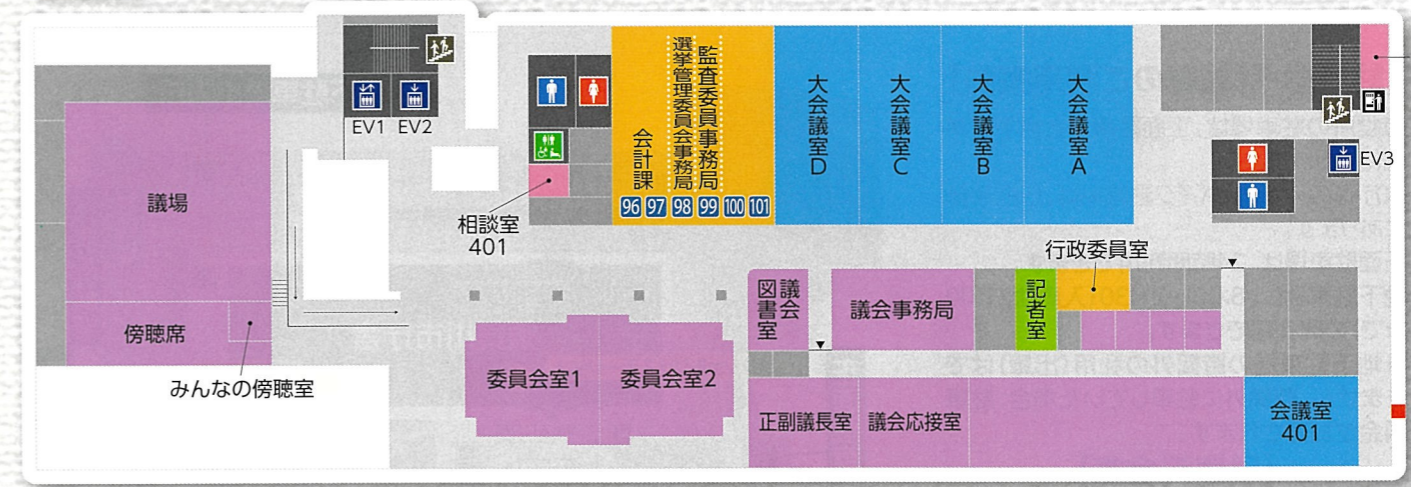 EV1
EV2
会計課
選挙管理委員会事務局
監査委員事務局
96
97
98
99
100
101
大会議室D
大会議室C
大会議室B
大会議室A
EV3
議場
相談室
401
行政委員室
議会
図書室
議会事務局
記者室
傍聴席
みんなの傍聴室
委員会室1
委員会室2
正副議長室
議会応接室
会議室
401